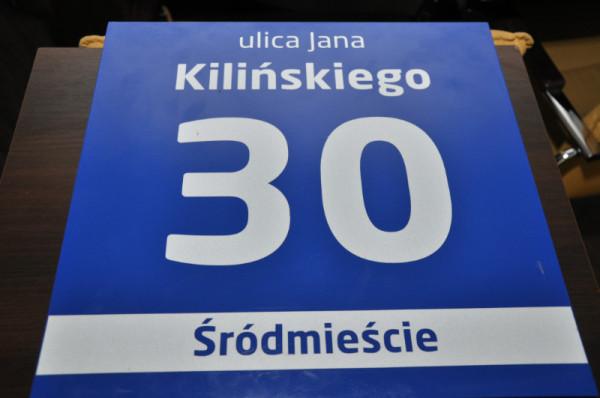 ulica Jana
Kilińskiego
30
Śródmieście